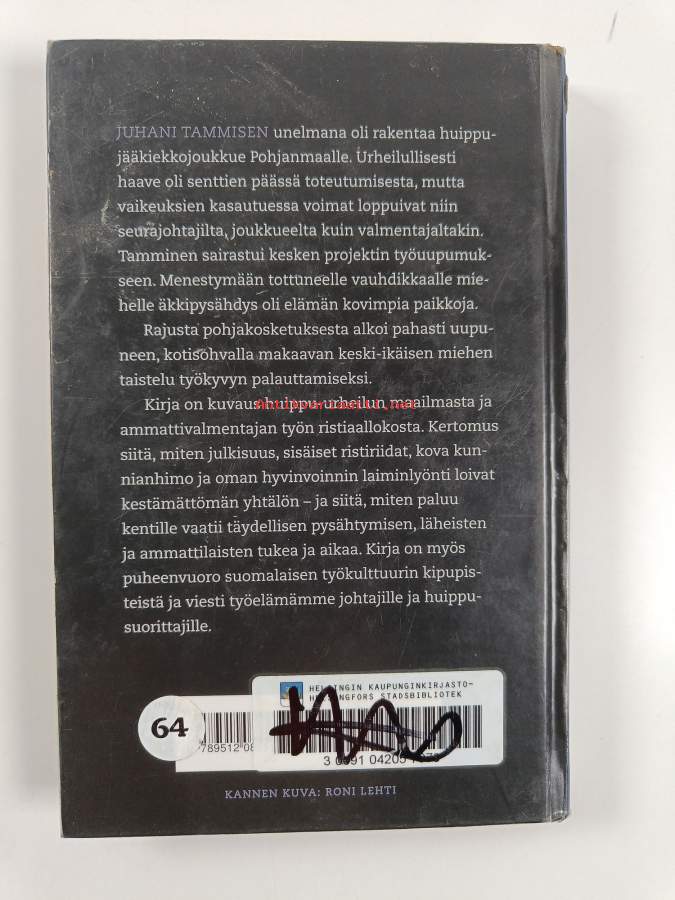 JUHANI TAMMISEN unelmana oli rakentaa huippu-
jääkiekkojoukkue Pohjanmaalle. Urheilullisesti
haave oli senttien päässä toteutumisesta, mutta
vaikeuksien kasautuessa voimat loppuivat niin
seurajohtajilta, joukkueelta kuin valmentajaltakin.
Tamminen sairastui kesken projektin työuupumuk-
seen. Menestymään tottuneelle vauhdikkaalle mie-
helle äkkipysähdys oli elämän kovimpia paikkoja.
Rajusta pohjakosketuksesta alkoi pahasti uupu-
neen, kotisohvalla makaavan keski-ikäisen miehen
taistelu työkyvyn palauttamiseksi.
Kirja on kuvaus huippu-urheilun maailmasta ja
ammattivalmentajan työn ristiaallokosta. Kertomus
siitä, miten julkisuus, sisäiset ristiriidat, kova kun-
nianhimo ja oman hyvinvoinnin laiminlyönti loivat
kestämättömän yhtälön – ja siitä, miten paluu
kentille vaatii täydellisen pysähtymisen, läheisten
ja ammattilaisten tukea ja aikaa. Kirja on myös
puheenvuoro suomalaisen työkulttuurin kipupis-
teistä ja viesti työelämämme johtajille ja huippu-
suorittajille.
HELSINGIN KAUPUNGINKIRJASTO-
HELSINGFORS STADSBIBLIOTEK
64
789512 08
KANNEN KUVA: RONI LEHTI